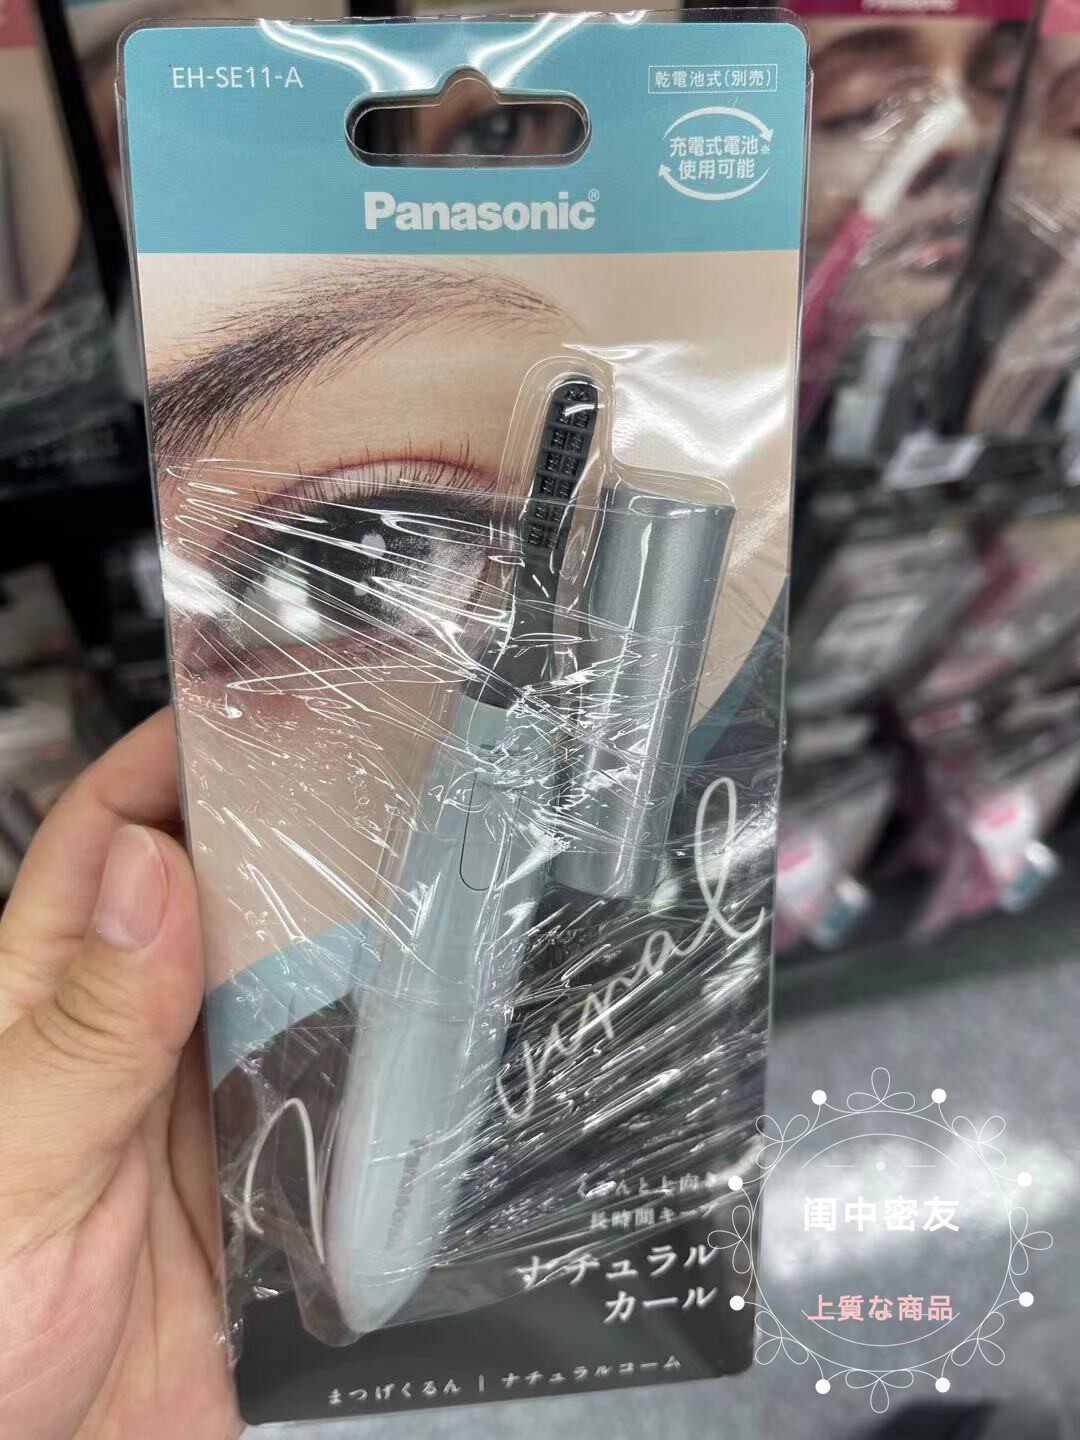 Panasonic
EH-SE11-A
乾電池式(別売)
充電式電池※
使用可能
Panasonic®
Natural
Panasonic
くるんと上向き
長時間キープ
ナチュラル
カール
まつげくるん | ナチュラルコーム
闺中密友
上質な商品